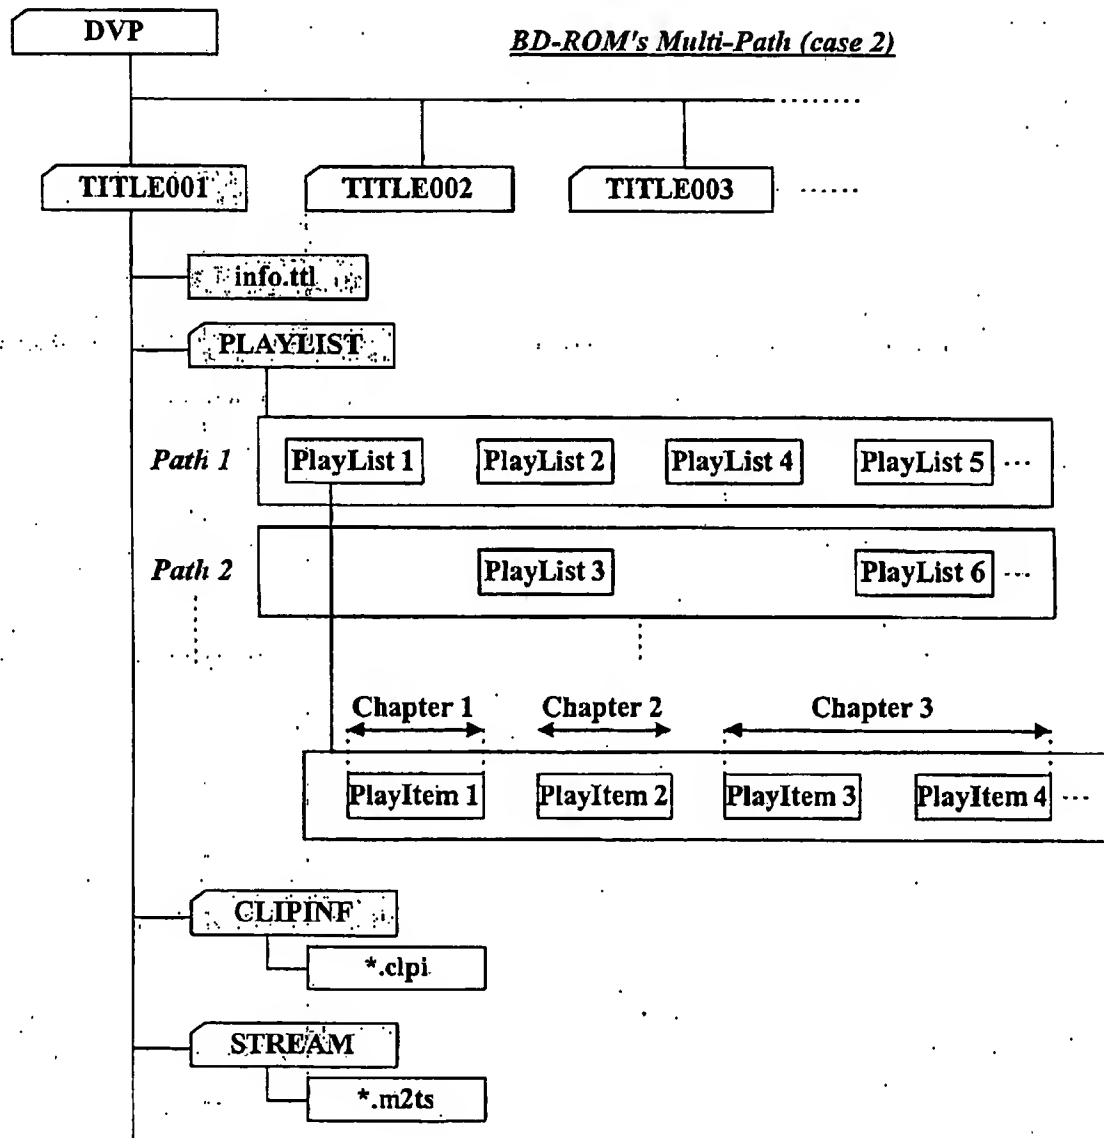 DVP
BD-ROM's Multi-Path (case 2)
TITLE001
TITLE002
TITLE003
info.ttl
PLAYLIST
Path 1
PlayList 1
PlayList 2
PlayList 4
PlayList 5
Path 2
PlayList 3
PlayList 6
Chapter 1
Chapter 2
Chapter 3
PlayItem 1
PlayItem 2
PlayItem 3
PlayItem 4
CLIPINF
*.clpi
STREAM
*.m2ts